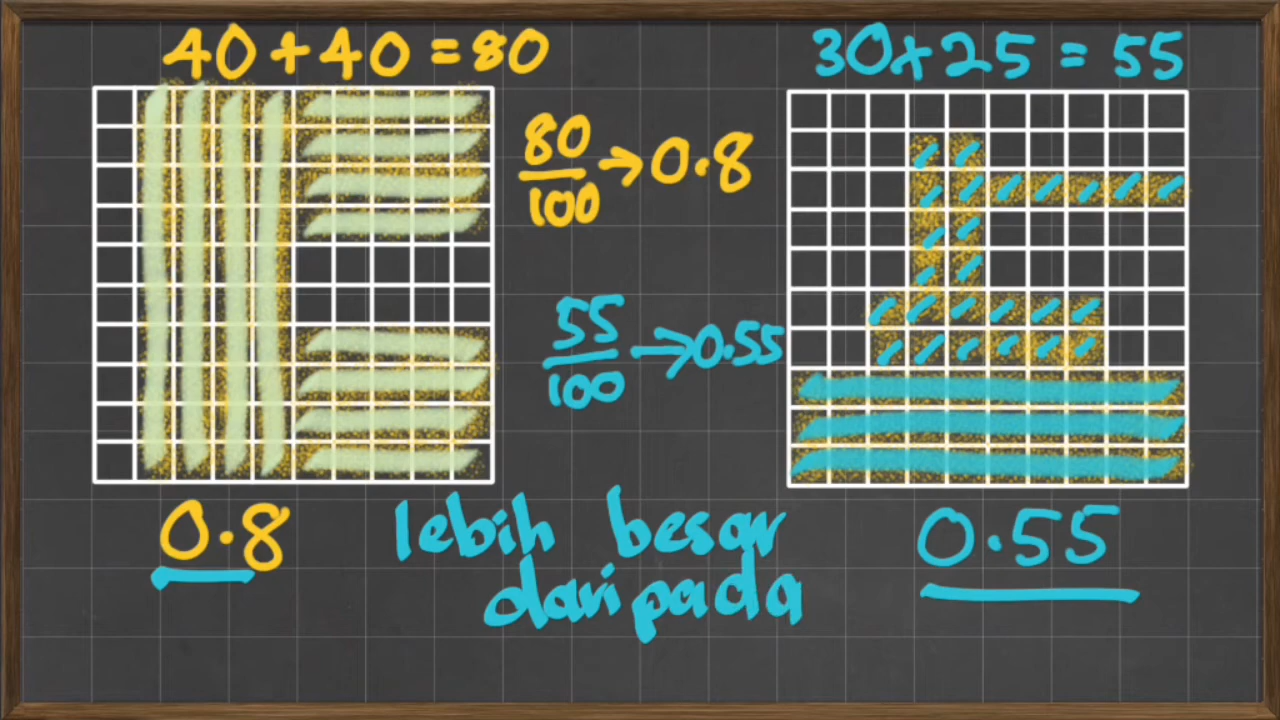 40 + 40 = 80
30 + 25 = 55
80/100 → 0.8
55/100 → 0.55
0.8
lebih besar
daripada
0.55